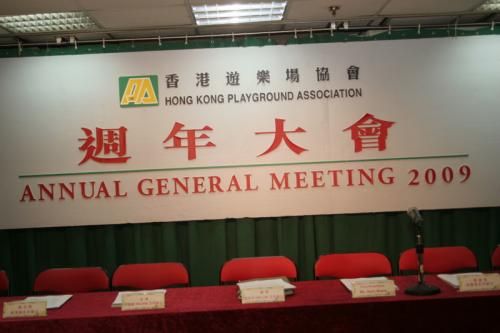 香港遊樂場協會
HONG KONG PLAYGROUND ASSOCIATION
週年大會
ANNUAL GENERAL MEETING 2009